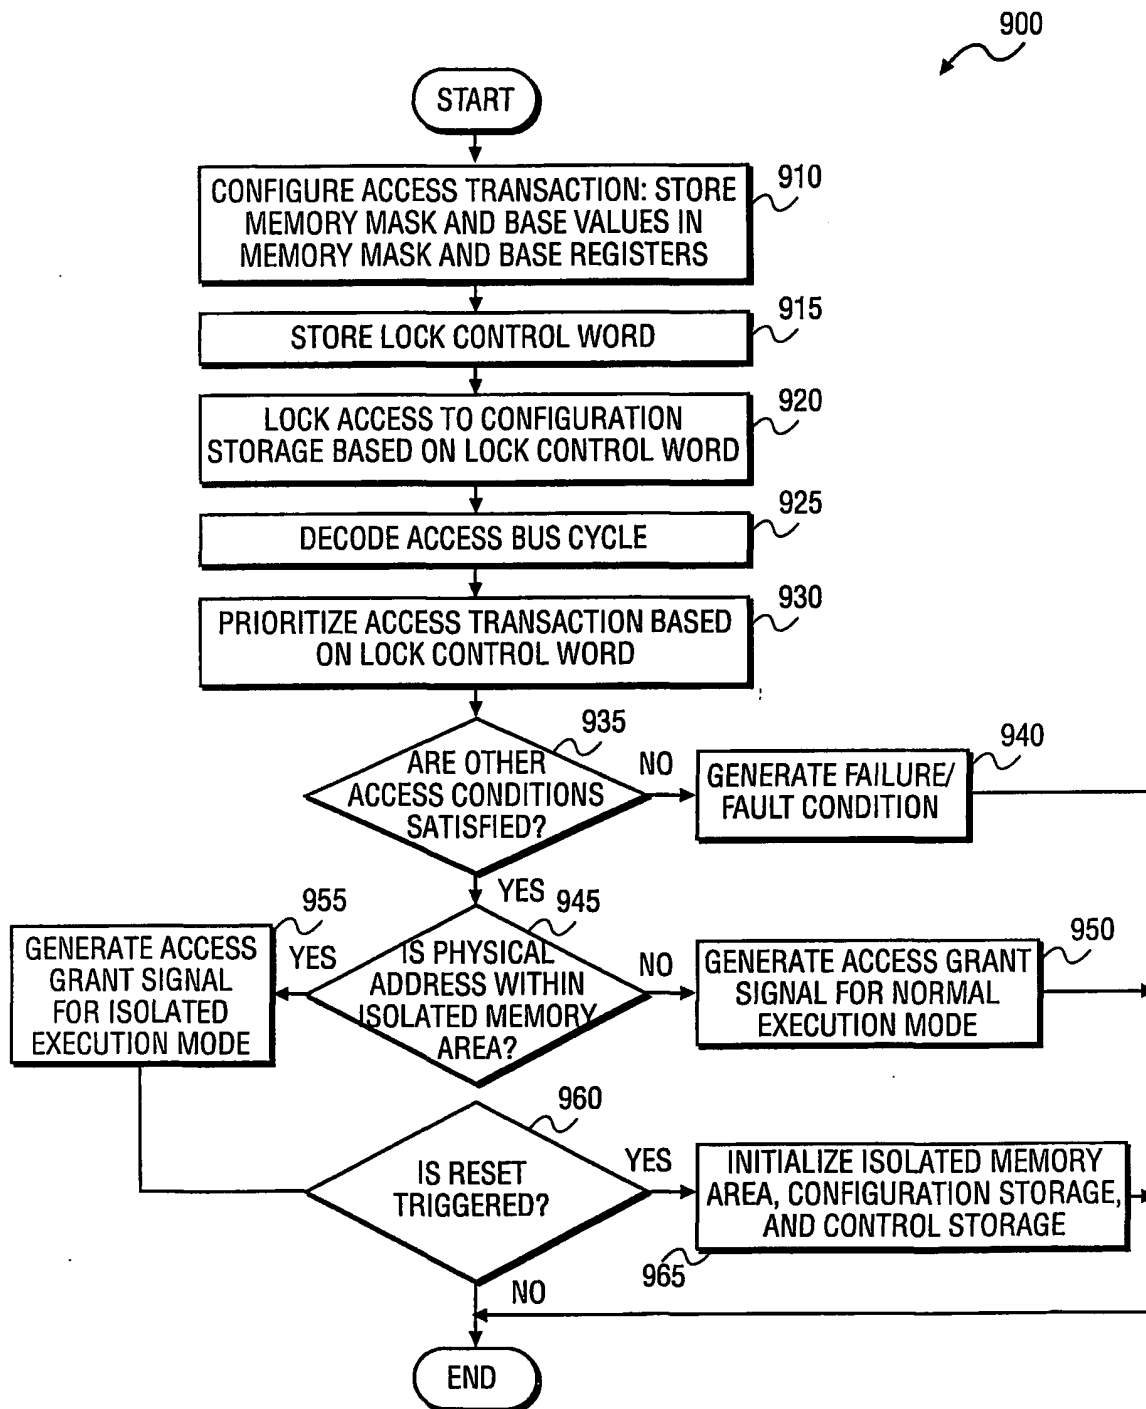 900
START
CONFIGURE ACCESS TRANSACTION: STORE
MEMORY MASK AND BASE VALUES IN
MEMORY MASK AND BASE REGISTERS
910
STORE LOCK CONTROL WORD
915
LOCK ACCESS TO CONFIGURATION
STORAGE BASED ON LOCK CONTROL WORD
920
DECODE ACCESS BUS CYCLE
925
PRIORITIZE ACCESS TRANSACTION BASED
ON LOCK CONTROL WORD
930
ARE OTHER
ACCESS CONDITIONS
SATISFIED?
935
NO
GENERATE FAILURE/
FAULT CONDITION
940
YES
IS PHYSICAL
ADDRESS WITHIN
ISOLATED MEMORY
AREA?
945
YES
GENERATE ACCESS
GRANT SIGNAL
FOR ISOLATED
EXECUTION MODE
955
NO
GENERATE ACCESS GRANT
SIGNAL FOR NORMAL
EXECUTION MODE
950
IS RESET
TRIGGERED?
960
YES
INITIALIZE ISOLATED MEMORY
AREA, CONFIGURATION STORAGE,
AND CONTROL STORAGE
965
NO
END